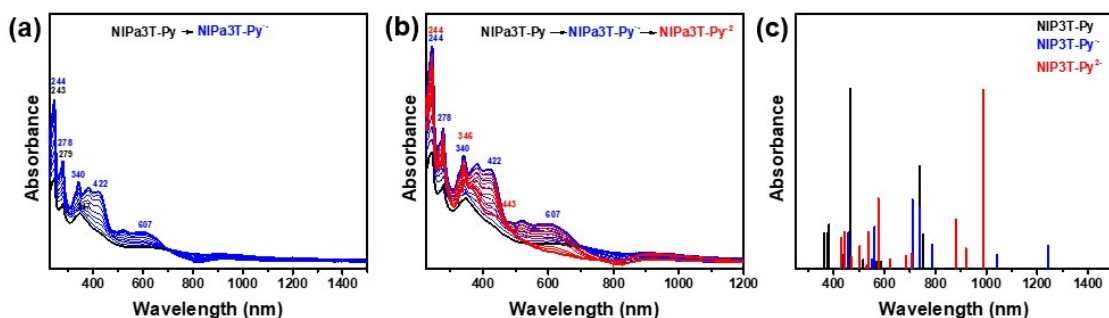 (a)
NIPa3T-Py → NIPa3T-Py·-
244
243
278
279
340
422
607
Absorbance
400 600 800 1000 1200 1400
Wavelength (nm)
(b)
NIPa3T-Py → NIPa3T-Py·- → NIPa3T-Py-2
244
244
278
346
340
422
443
607
Absorbance
400 600 800 1000 1200
Wavelength (nm)
(c)
NIP3T-Py
NIP3T-Py·-
NIP3T-Py2-
Absorbance
400 600 800 1000 1200 1400
Wavelength (nm)